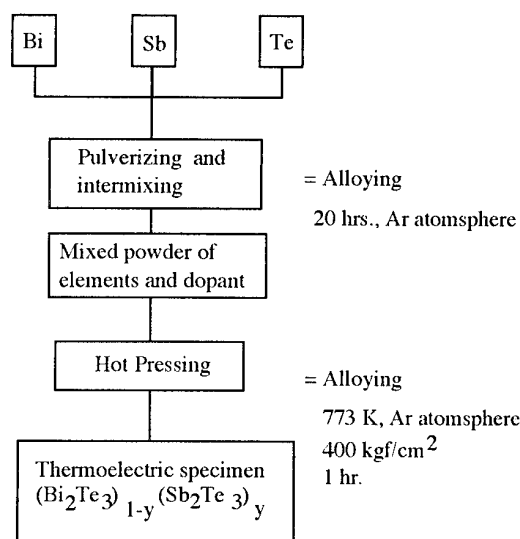 Bi Sb Te
Pulverizing and
intermixing
= Alloying
20 hrs., Ar atomsphere
Mixed powder of
elements and dopant
Hot Pressing
= Alloying
773 K, Ar atomsphere
400 kgf/cm²
1 hr.
Thermoelectric specimen
(Bi₂Te₃)₁₋y(Sb₂Te₃)y